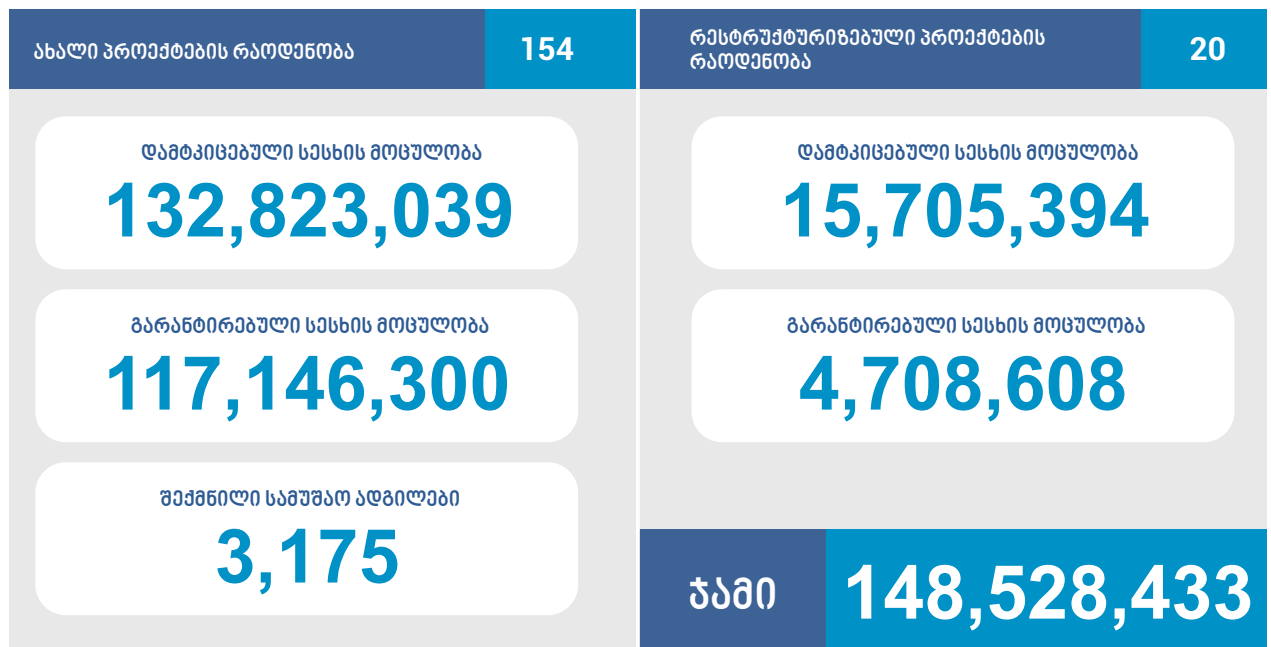 ახალი პროექტების რაოდენობა
154
დამტკიცებული სესხის მოცულობა
132,823,039
გარანტირებული სესხის მოცულობა
117,146,300
შექმნილი სამუშაო ადგილები
3,175
რესტრუქტურიზებული პროექტების
რაოდენობა
20
დამტკიცებული სესხის მოცულობა
15,705,394
გარანტირებული სესხის მოცულობა
4,708,608
ჯამი
148,528,433